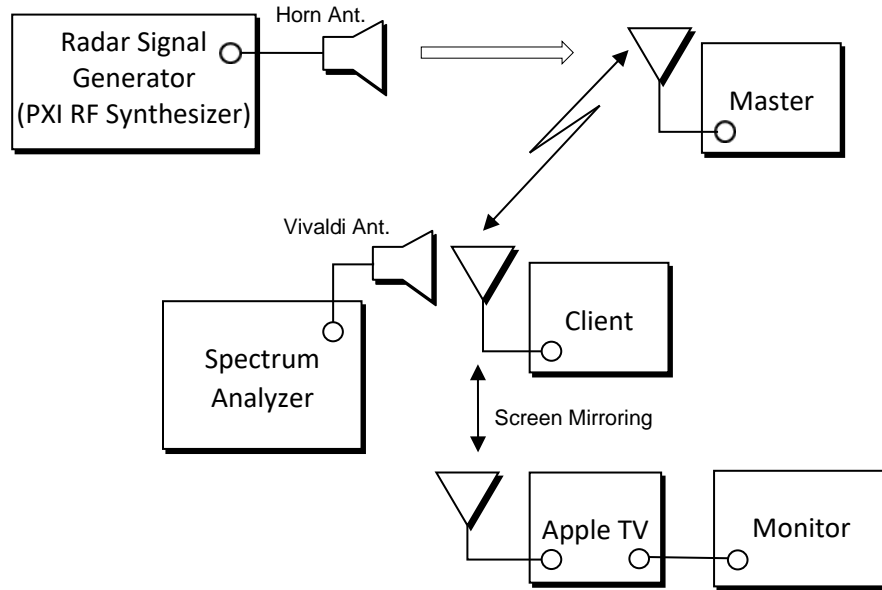 Horn Ant.
Radar Signal
Generator
(PXI RF Synthesizer)
Master
Vivaldi Ant.
Client
Spectrum
Analyzer
Screen Mirroring
Apple TV
Monitor